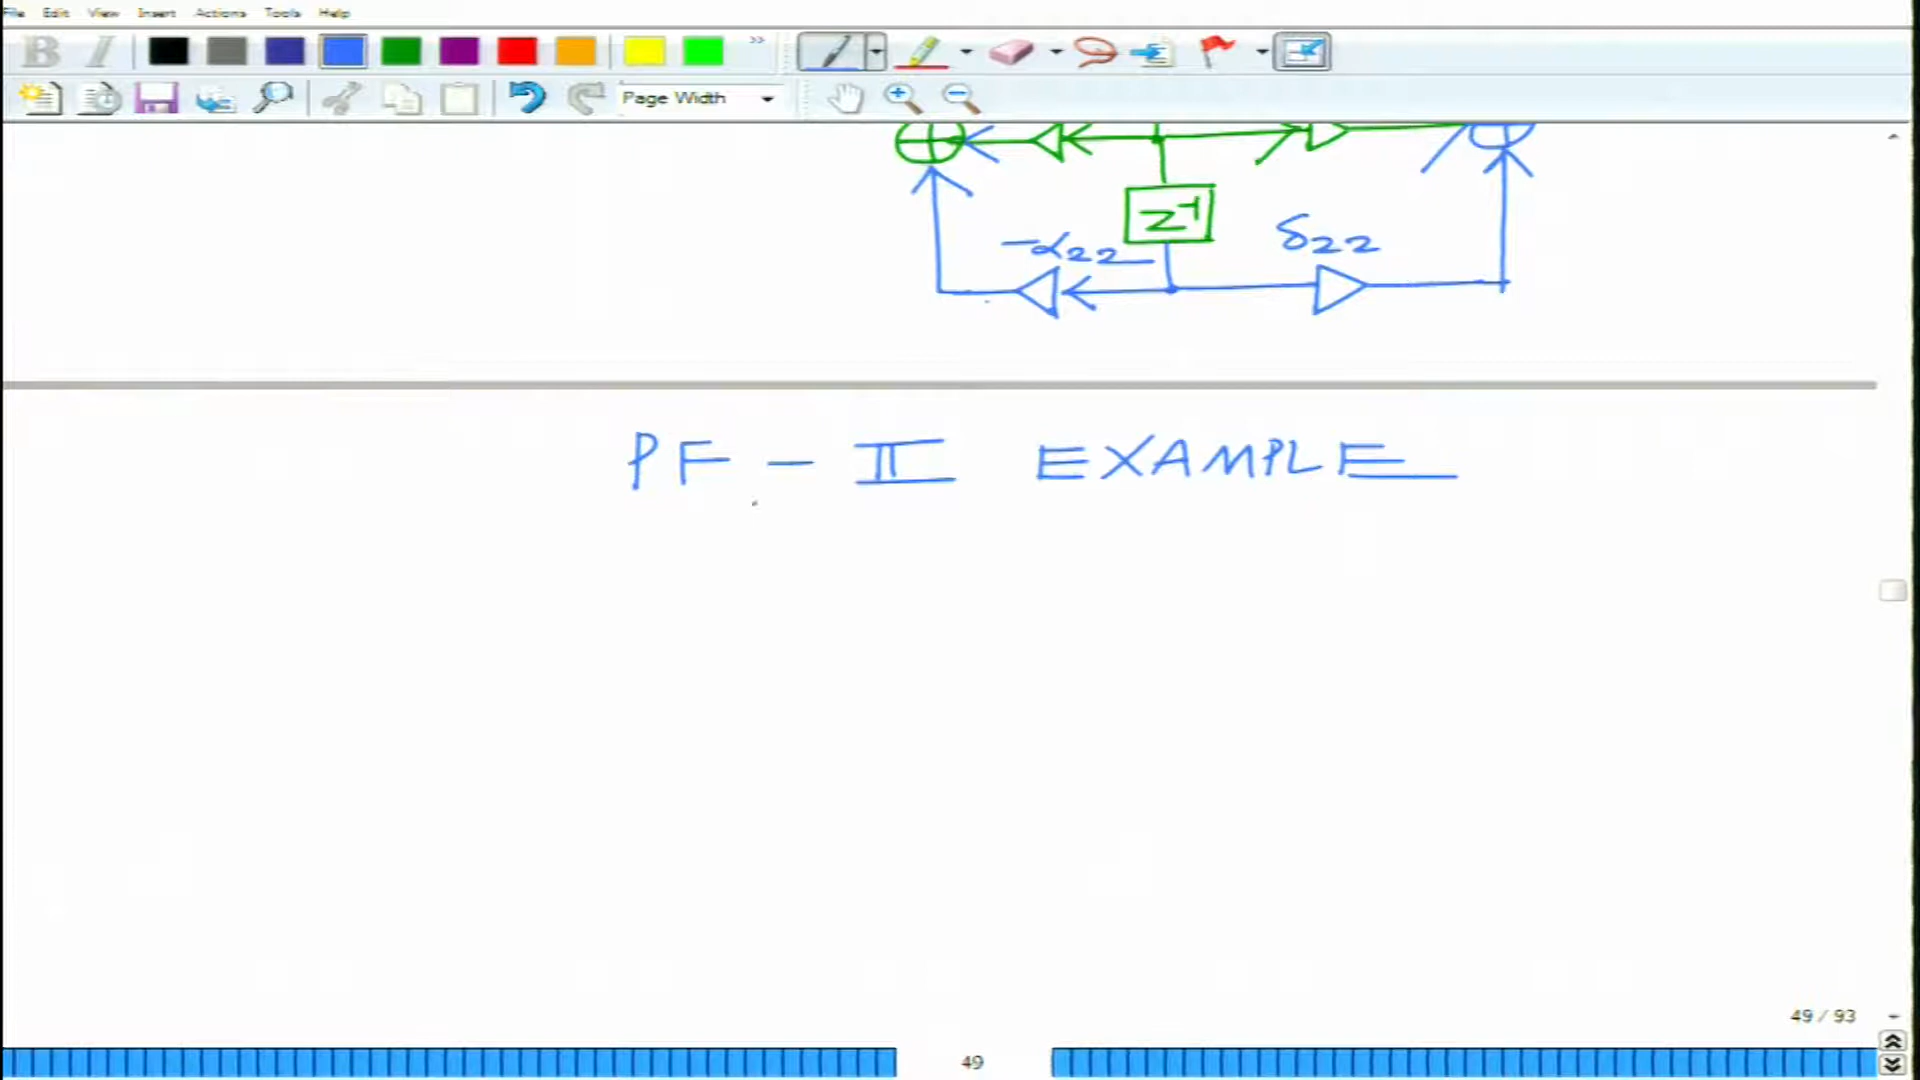 File Edit View Insert Actions Tools Help
B I
Page Width
Z⁻¹
-α₂₂ δ₂₂
PF - II EXAMPLE
49 / 93
49